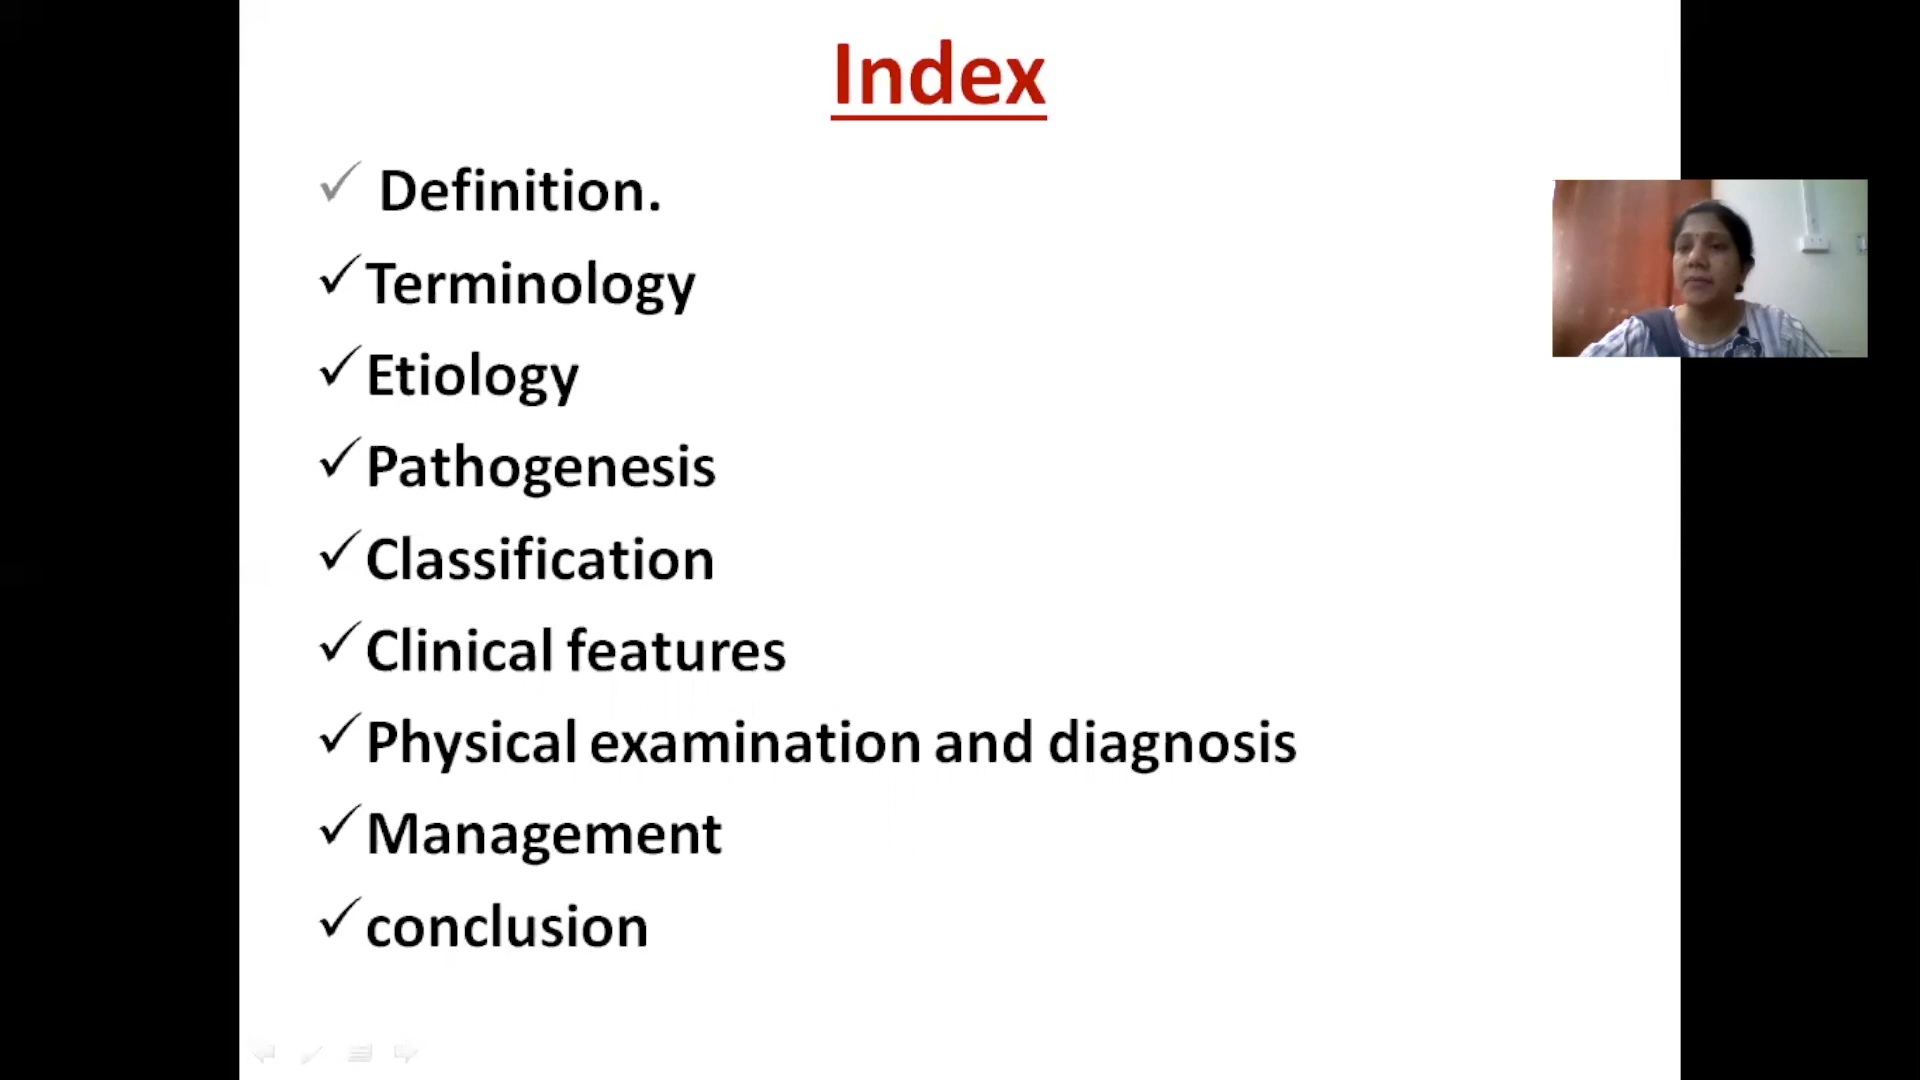 Index
✓ Definition.
✓Terminology
✓Etiology
✓Pathogenesis
✓Classification
✓Clinical features
✓Physical examination and diagnosis
✓Management
✓conclusion